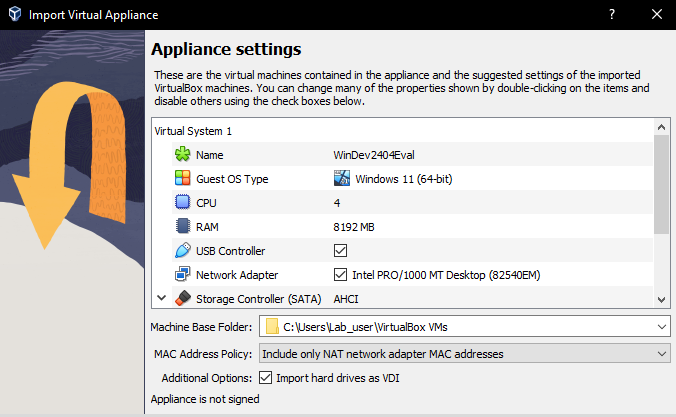 Import Virtual Appliance
Appliance settings
These are the virtual machines contained in the appliance and the suggested settings of the imported
VirtualBox machines. You can change many of the properties shown by double-clicking on the items and
disable others using the check boxes below.
Virtual System 1
Name WinDev2404Eval
Guest OS Type Windows 11 (64-bit)
CPU 4
RAM 8192 MB
USB Controller
Network Adapter Intel PRO/1000 MT Desktop (82540EM)
Storage Controller (SATA) AHCI
Machine Base Folder: C:\Users\Lab_user\VirtualBox VMs
MAC Address Policy: Include only NAT network adapter MAC addresses
Additional Options: Import hard drives as VDI
Appliance is not signed